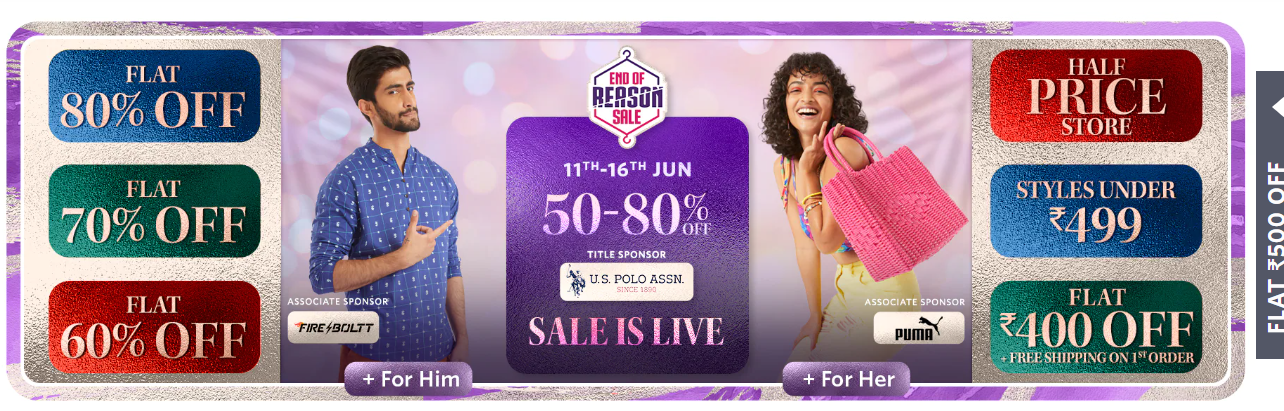 FLAT
80% OFF
FLAT
70% OFF
FLAT
60% OFF
ASSOCIATE SPONSOR
FIRE BOLTT
+ For Him
END OF
REASON
SALE
11TH-16TH JUN
50-80% OFF
TITLE SPONSOR
U.S. POLO ASSN.
SINCE 1890
SALE IS LIVE
ASSOCIATE SPONSOR
PUMA
+ For Her
HALF
PRICE
STORE
STYLES UNDER
₹499
FLAT
₹400 OFF
+ FREE SHIPPING ON 1ST ORDER
FLAT ₹500 OFF